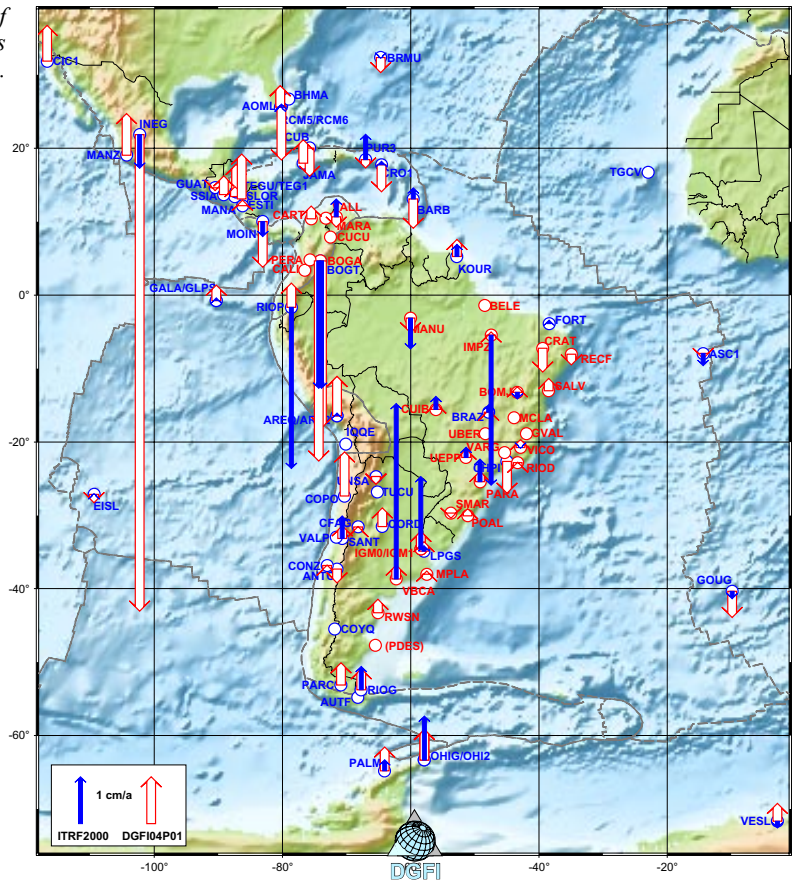 of
s
.
CIC1
BRMU
BHMA
AOML
RCM5/RCM6
INEG
CUB
PUR3
20°
MANZ
JAMA
CRO1
TGCV
GUAT
TEGU/TEG1
SSIA
SLOR
MANA
ESTI
CART
ALL
BARB
MARA
MOIN
CUCU
PERA
BOGA
CALI
BOGT
KOUR
GALA/GLPS
0°
RIOP
BELE
FORT
MANU
IMPZ
CRAT
RECF
ASC1
BOMJ
SALV
CUIB
AREQ/AR
BRAZ
MCLA
IQQE
UBER
GVAL
-20°
VARG
VICO
UEPP
RIOD
UNSA
TUCU
PARA
COPO
EISL
SMAR
CFAG
CORD
POAL
VALP
SANT
IGM0/IGM1
LPGS
CONZ
ANTC
MPLA
GOUG
-40°
VBCA
RWSN
COYQ
(PDES)
PARC
RIOG
AUTF
-60°
OHIG/OHI2
PALM
1 cm/a
ITRF2000
DGFI04P01
VESL
-100°
-80°
-60°
-40°
-20°
DGFI